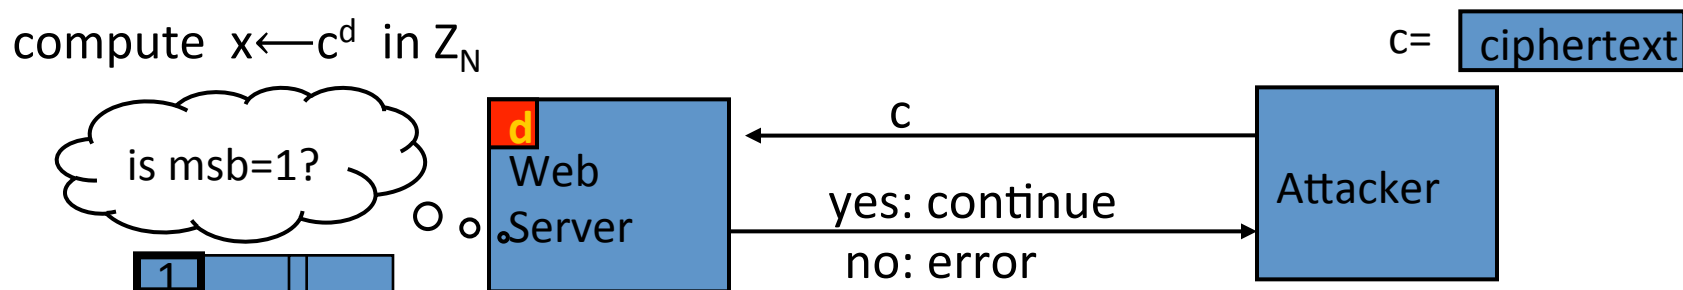 compute x←c^d in Z_N
c= ciphertext
is msb=1?
d
Web
Server
c
yes: continue
no: error
Attacker
1